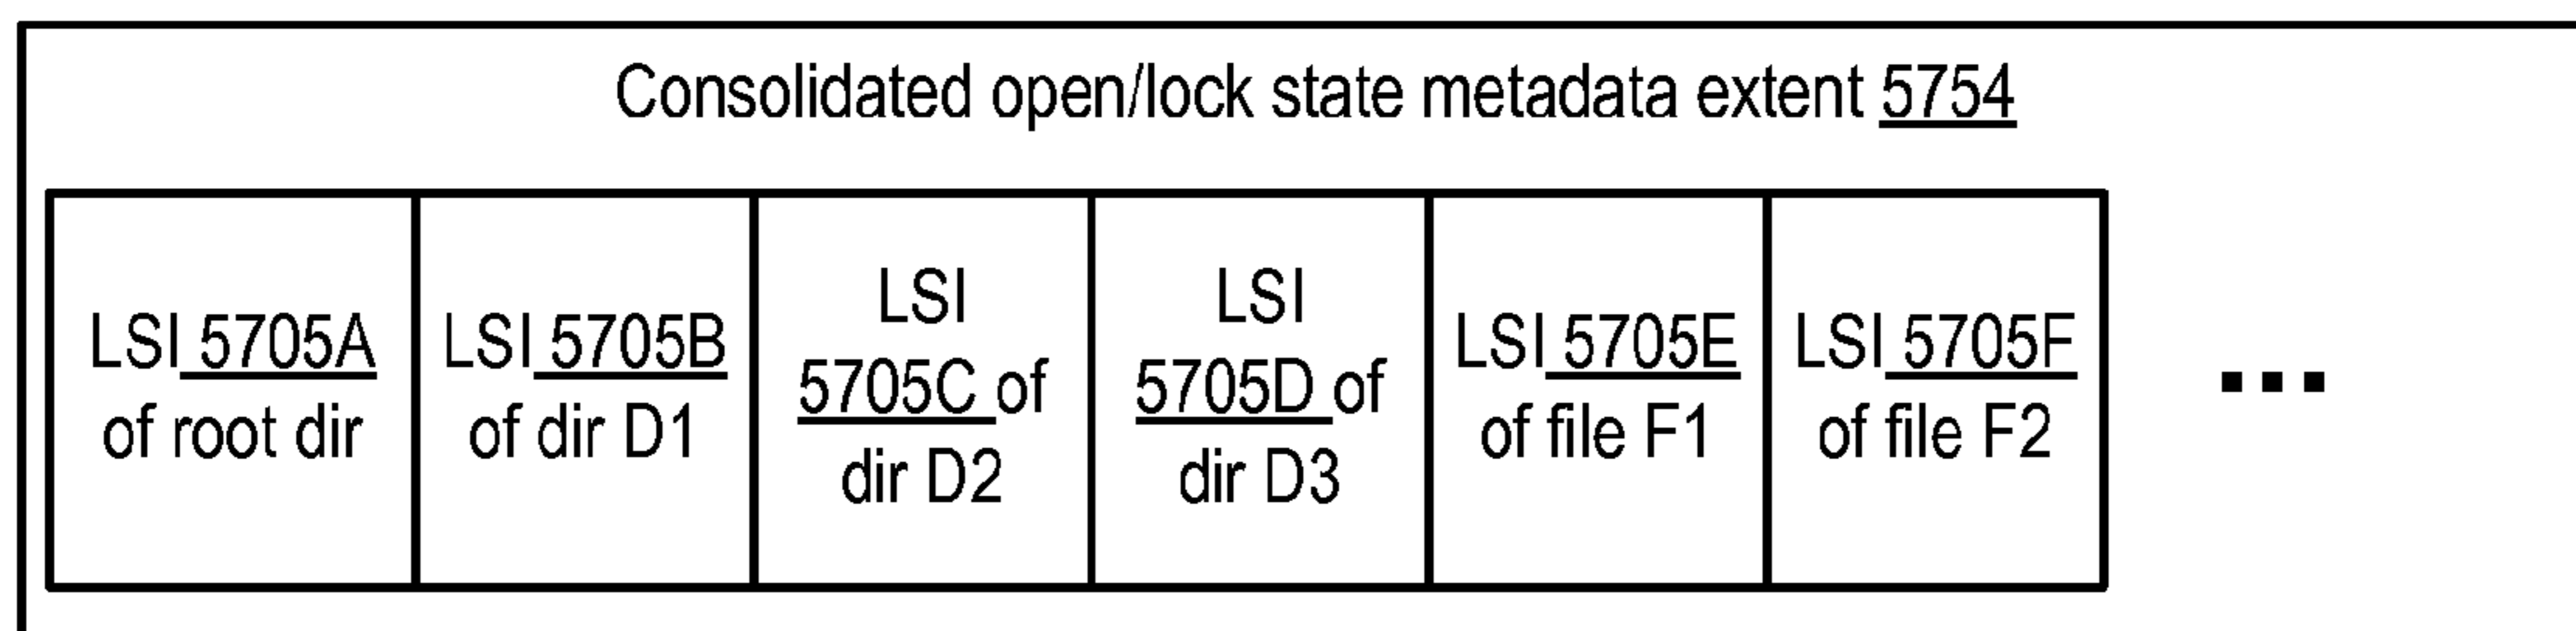 Consolidated open/lock state metadata extent 5754
LSI 5705A
of root dir
LSI 5705B
of dir D1
LSI
5705C of
dir D2
LSI
5705D of
dir D3
LSI 5705E
of file F1
LSI 5705F
of file F2
...